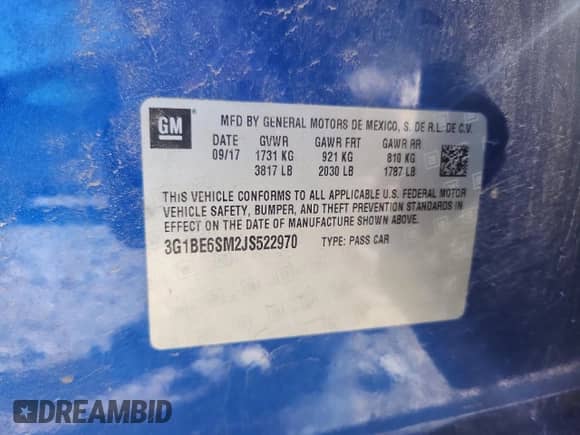 GM
MFD BY GENERAL MOTORS DE MEXICO, S. DE R.L. DE C.V.
DATE GVWR GAWR FRT GAWR RR
09/17 1731 KG 921 KG 810 KG
3817 LB 2030 LB 1787 LB
THIS VEHICLE CONFORMS TO ALL APPLICABLE U.S. FEDERAL MOTOR
VEHICLE SAFETY, BUMPER, AND THEFT PREVENTION STANDARDS IN
EFFECT ON THE DATE OF MANUFACTURE SHOWN ABOVE.
3G1BE6SM2JS522970 TYPE: PASS CAR
DREAMBID